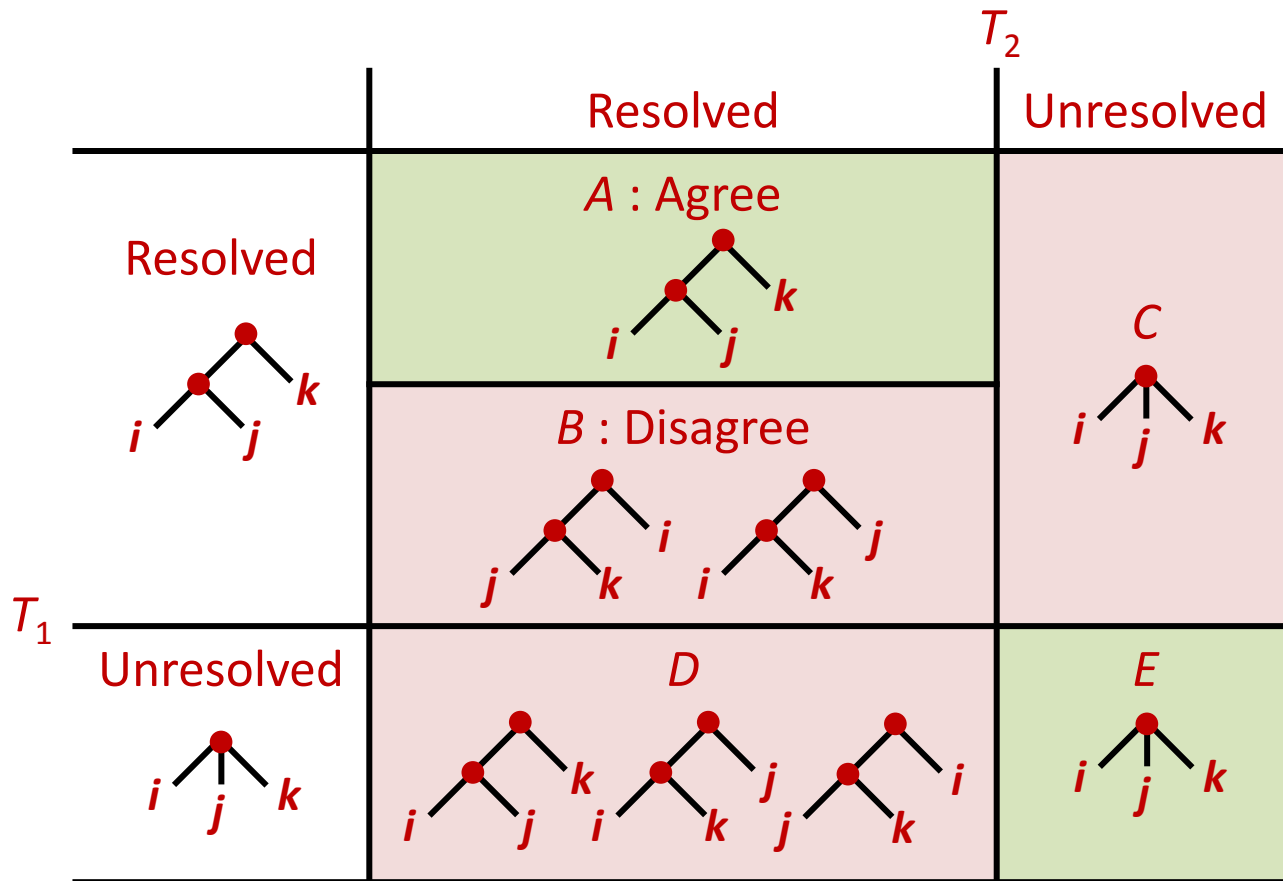 T2
Resolved Unresolved
A : Agree
Resolved
k
i j
k
i j
C
i j k
B : Disagree
i
j k
j
i k
T1
Unresolved
i j k
D
k
i j
j
i k
i
j k
E
i j k